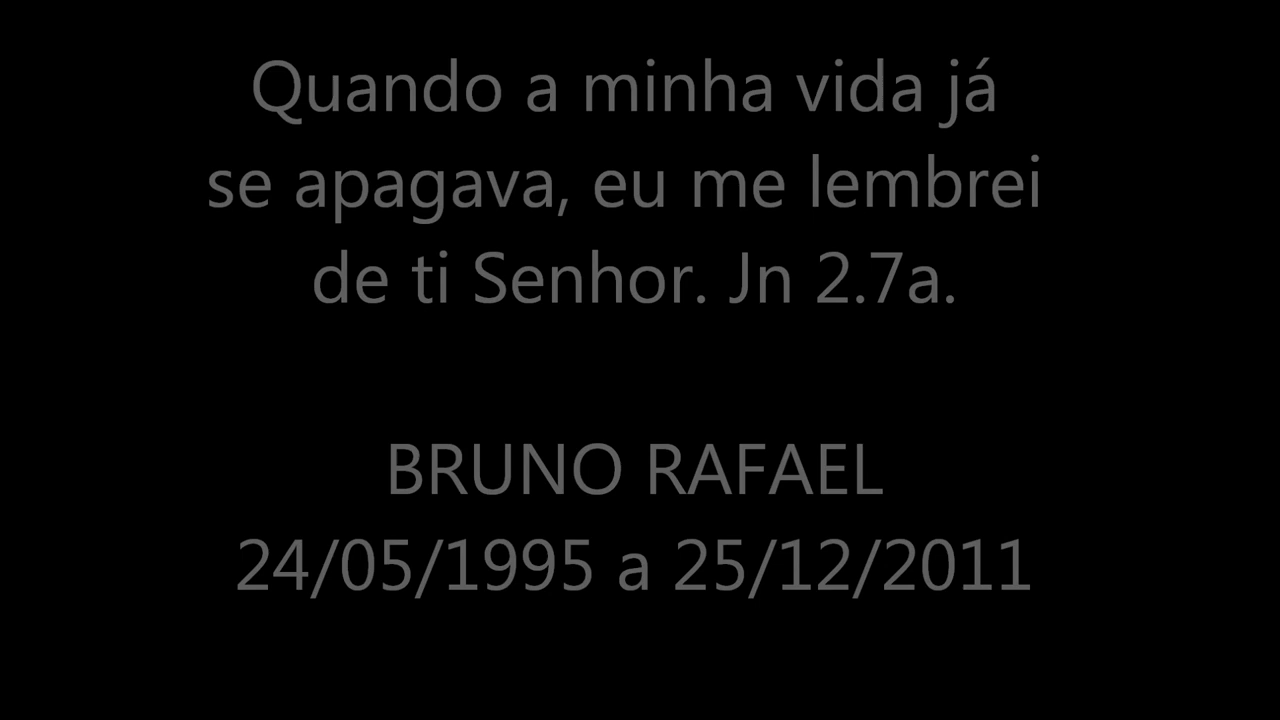 Quando a minha vida já
se apagava, eu me lembrei
de ti Senhor. Jn 2.7a.
BRUNO RAFAEL
24/05/1995 a 25/12/2011